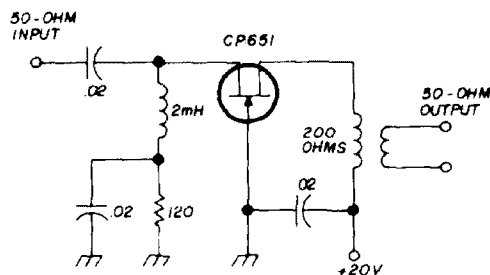 50-OHM
INPUT
.02
2mH
.02
120
CP651
200
OHMS
.02
+20V
50-OHM
OUTPUT